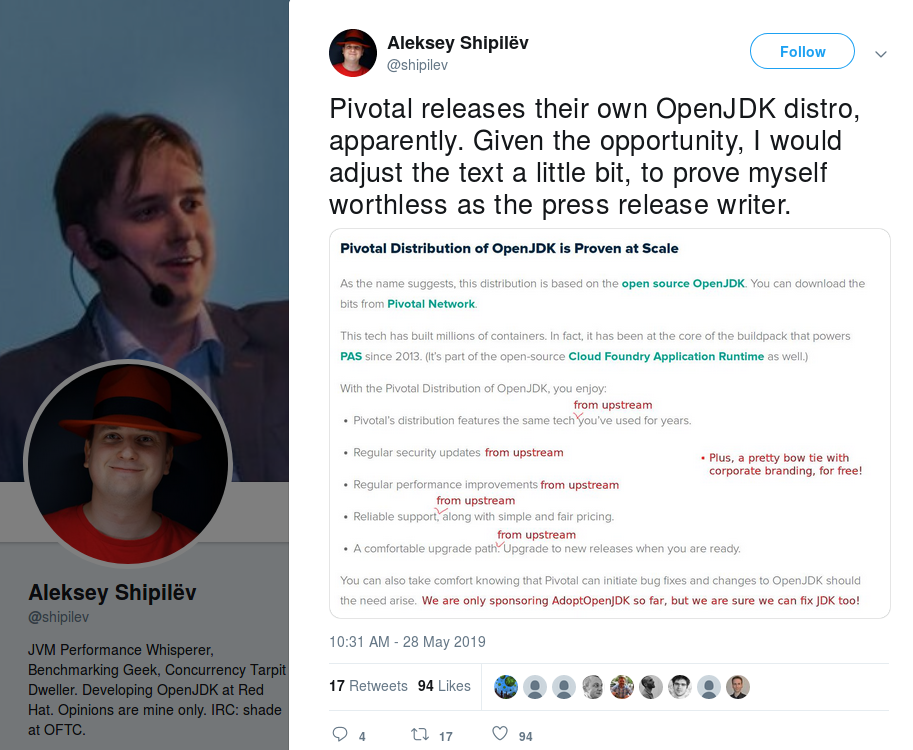 Aleksey Shipilëv
@shipilev
JVM Performance Whisperer,
Benchmarking Geek, Concurrency Tarpit
Dweller. Developing OpenJDK at Red
Hat. Opinions are mine only. IRC: shade
at OFTC.
Aleksey Shipilëv
@shipilev
Follow
Pivotal releases their own OpenJDK distro,
apparently. Given the opportunity, I would
adjust the text a little bit, to prove myself
worthless as the press release writer.
Pivotal Distribution of OpenJDK is Proven at Scale
As the name suggests, this distribution is based on the open source OpenJDK. You can download the
bits from Pivotal Network.
This tech has built millions of containers. In fact, it has been at the core of the buildpack that powers
PAS since 2013. (It's part of the open-source Cloud Foundry Application Runtime as well.)
With the Pivotal Distribution of OpenJDK, you enjoy:
from upstream
• Pivotal's distribution features the same tech you've used for years.
• Regular security updates from upstream
• Plus, a pretty bow tie with
corporate branding, for free!
• Regular performance improvements from upstream
from upstream
• Reliable support, along with simple and fair pricing.
from upstream
• A comfortable upgrade path. Upgrade to new releases when you are ready.
You can also take comfort knowing that Pivotal can initiate bug fixes and changes to OpenJDK should
the need arise. We are only sponsoring AdoptOpenJDK so far, but we are sure we can fix JDK too!
10:31 AM - 28 May 2019
17 Retweets 94 Likes
4 17 94